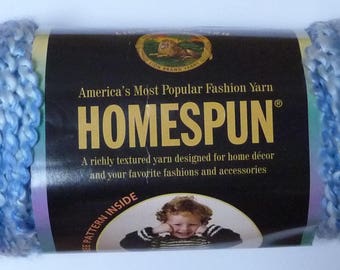 America's Most Popular Fashion Yarn
HOMESPUN®
A richly textured yarn designed for home décor
and your favorite fashions and accessories
PATTERN INSIDE